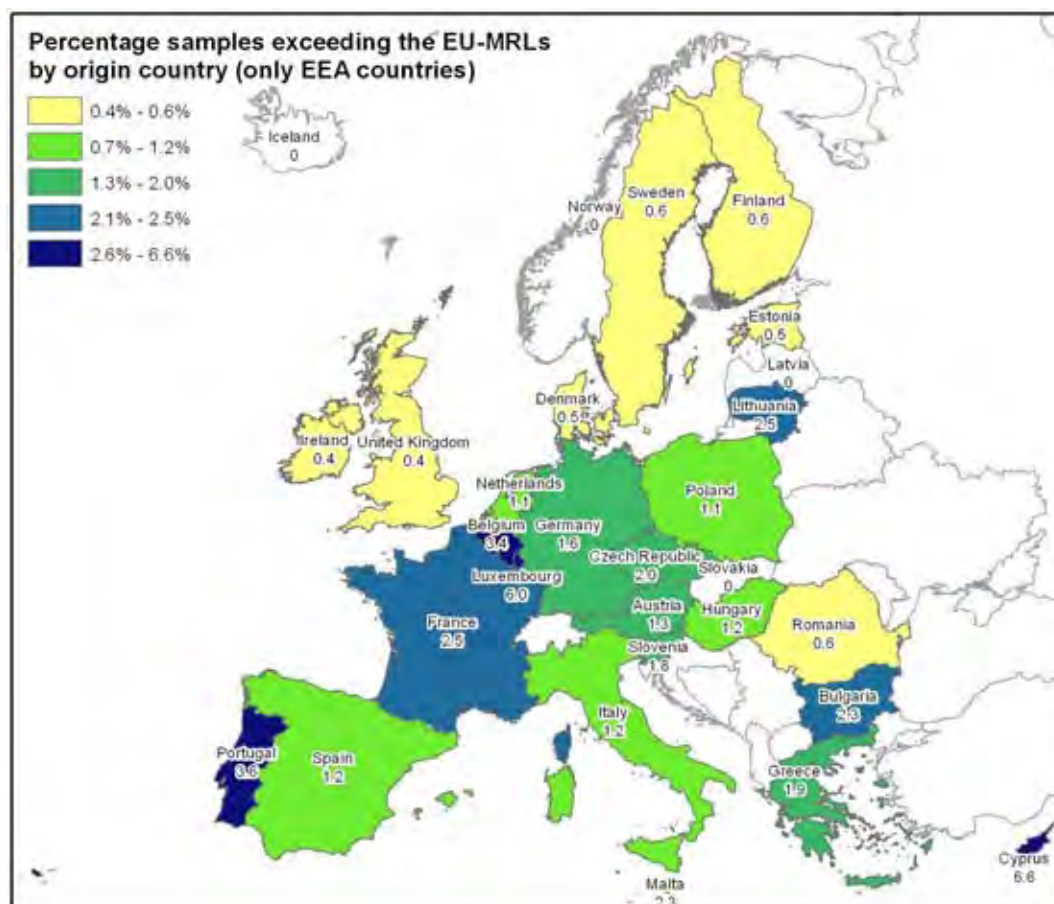 Percentage samples exceeding the EU-MRLs
by origin country (only EEA countries)
0.4% - 0.6%
0.7% - 1.2%
1.3% - 2.0%
2.1% - 2.5%
2.6% - 6.6%
Iceland
0
Norway
0
Sweden
0.6
Finland
0.6
Estonia
0.5
Latvia
0
Lithuania
2.5
Denmark
0.5
Ireland
0.4
United Kingdom
0.4
Netherlands
1.1
Belgium
3.4
Germany
1.6
Poland
1.1
Luxembourg
6.0
Czech Republic
2.0
Slovakia
0
France
2.5
Austria
1.3
Hungary
1.2
Slovenia
1.8
Romania
0.6
Bulgaria
2.3
Portugal
3.6
Spain
1.2
Italy
1.2
Greece
1.9
Malta
2.3
Cyprus
6.6